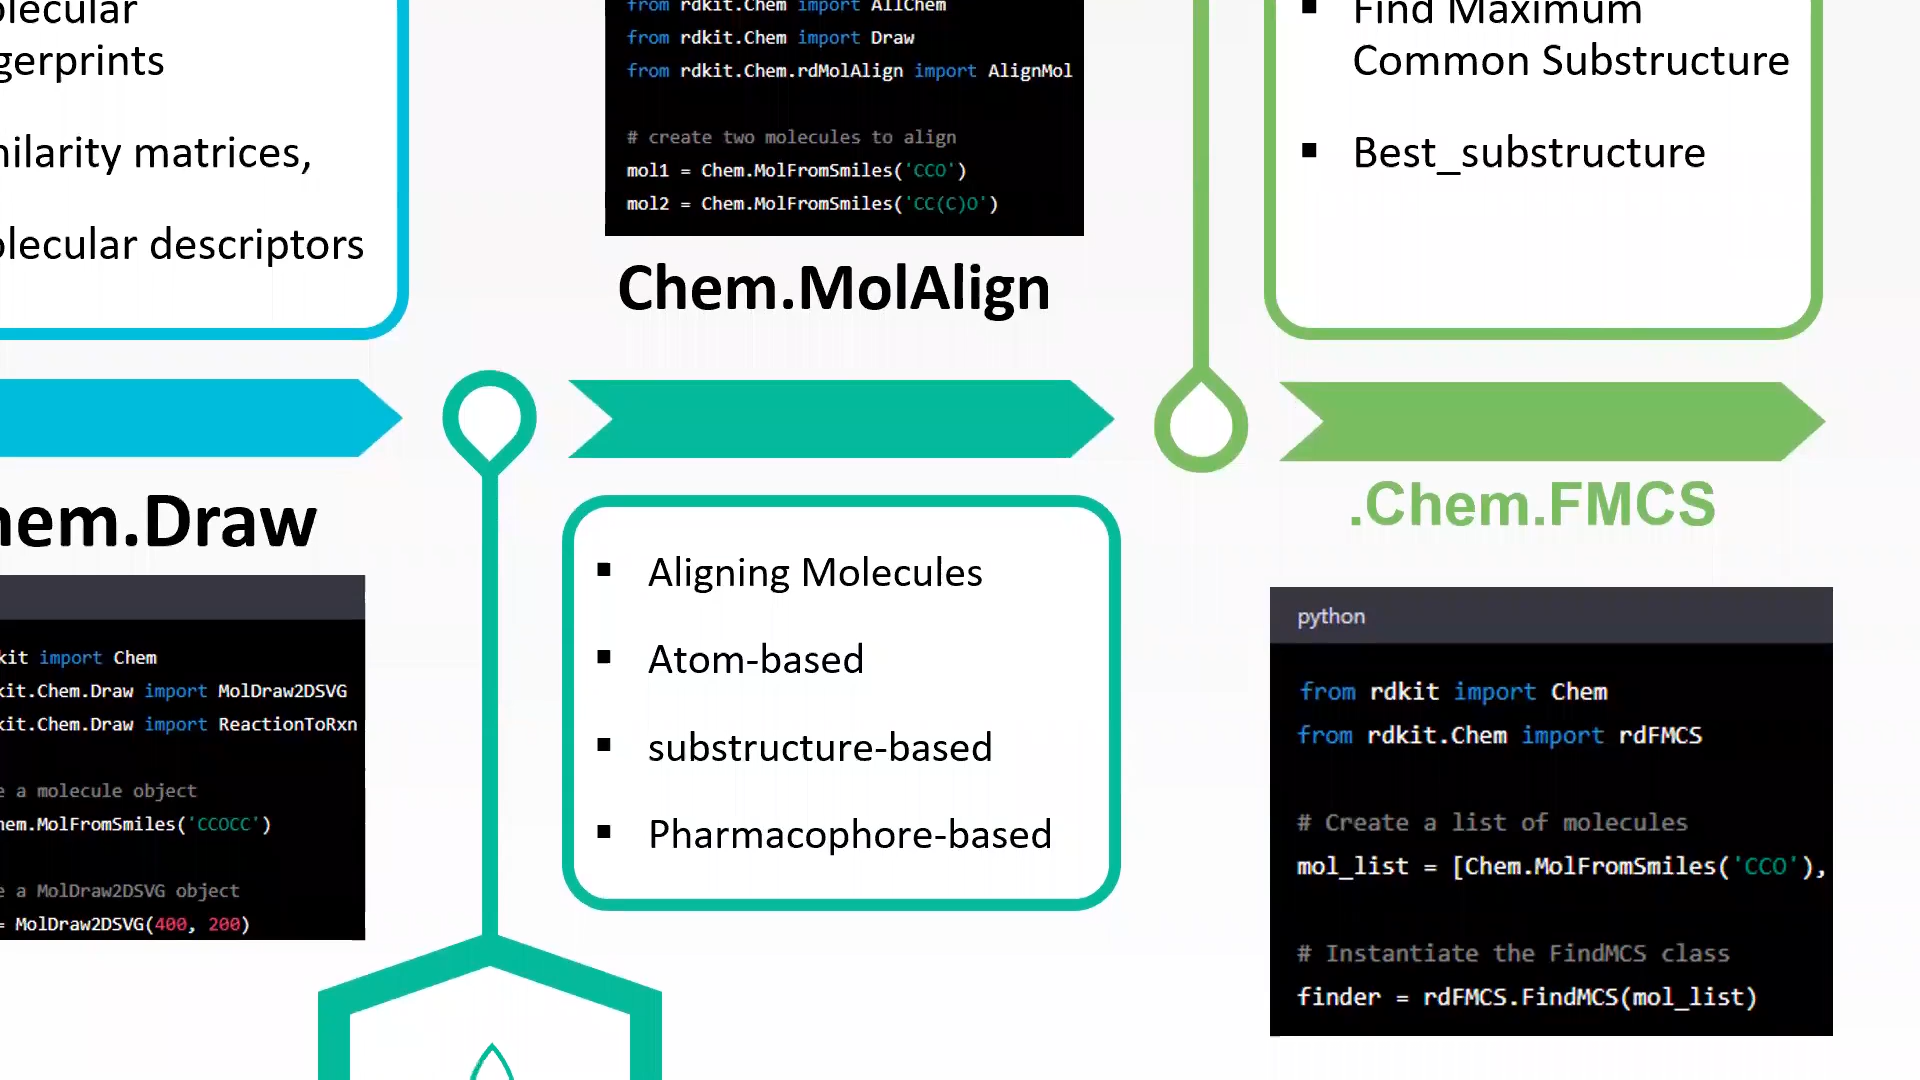 matrices,
descriptors
from rdkit.Chem import AllChem
from rdkit.Chem import Draw
from rdkit.Chem.rdMolAlign import AlignMol
# create two molecules to align
mol1 = Chem.MolFromSmiles('CCO')
mol2 = Chem.MolFromSmiles('CC(C)O')
Chem.MolAlign
▪ Find Maximum
Common Substructure
▪ Best_substructure
hem.Draw
kit import Chem
kit.Chem.Draw import MolDraw2DSVG
kit.Chem.Draw import ReactionToRxn
e a molecule object
hem.MolFromSmiles('CCOCC')
e a MolDraw2DSVG object
= MolDraw2DSVG(400, 200)
▪ Aligning Molecules
▪ Atom-based
▪ substructure-based
▪ Pharmacophore-based
.Chem.FMCS
python
from rdkit import Chem
from rdkit.Chem import rdFMCS
# Create a list of molecules
mol_list = [Chem.MolFromSmiles('CCO'),
# Instantiate the FindMCS class
finder = rdFMCS.FindMCS(mol_list)